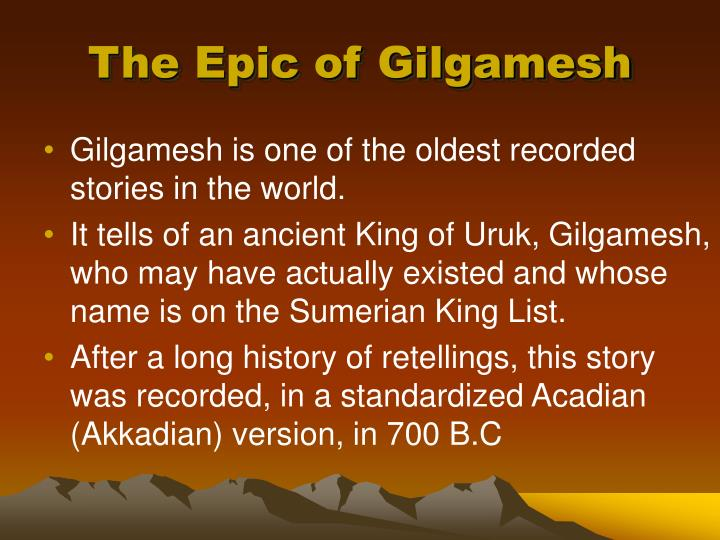 The Epic of Gilgamesh
• Gilgamesh is one of the oldest recorded
stories in the world.
• It tells of an ancient King of Uruk, Gilgamesh,
who may have actually existed and whose
name is on the Sumerian King List.
• After a long history of retellings, this story
was recorded, in a standardized Acadian
(Akkadian) version, in 700 B.C